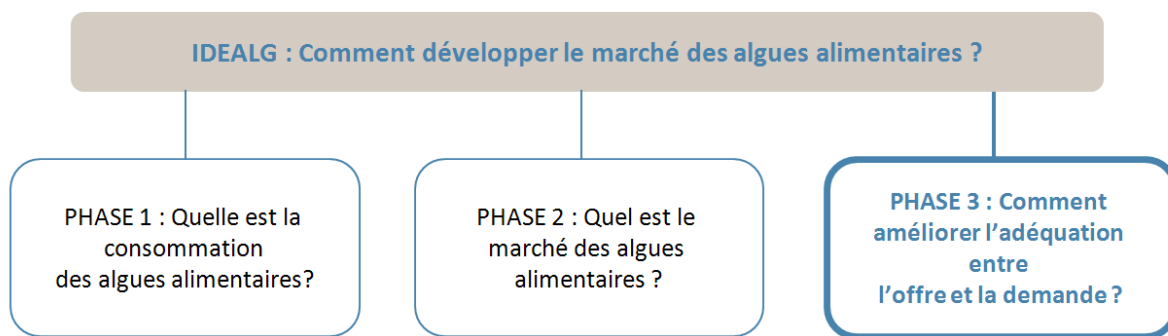 IDEALG : Comment développer le marché des algues alimentaires ?
PHASE 1 : Quelle est la
consommation
des algues alimentaires?
PHASE 2 : Quel est le
marché des algues
alimentaires ?
PHASE 3 : Comment
améliorer l'adéquation
entre
l'offre et la demande ?